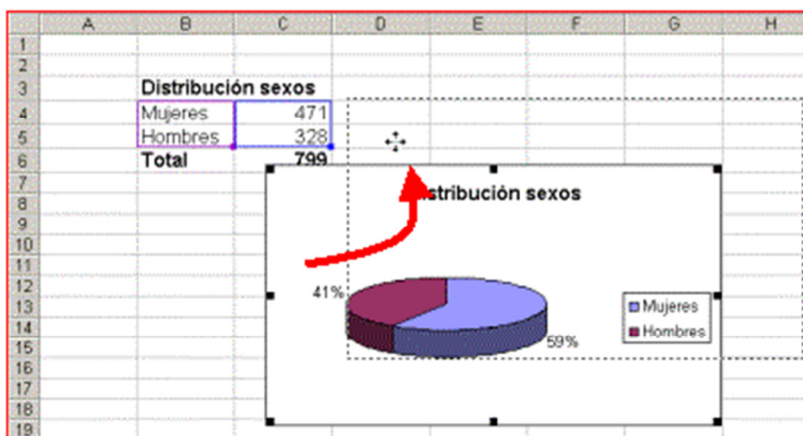 A B C D E F G H
1
2
3 Distribución sexos
4 Mujeres 471
5 Hombres 328
6 Total 799
7
8 istribución sexos
9
10
11
12
41%
13 Mujeres
14 Hombres
59%
15
16
17
18
19